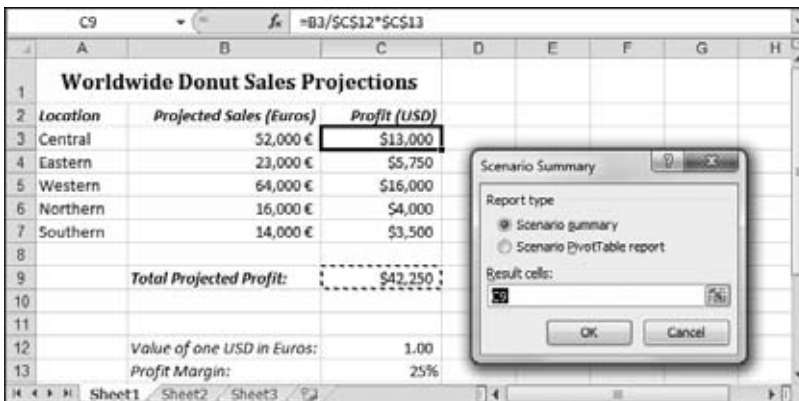 C9 fx =B3/$C$12*$C$13
A B C D E F G H
1 Worldwide Donut Sales Projections
2 Location Projected Sales (Euros) Profit (USD)
3 Central 52,000 € $13,000
4 Eastern 23,000 € $5,750
5 Western 64,000 € $16,000
6 Northern 16,000 € $4,000
7 Southern 14,000 € $3,500
8
9 Total Projected Profit: $42,250
10
11
12 Value of one USD in Euros: 1.00
13 Profit Margin: 25%
Sheet1 Sheet2 Sheet3
Scenario Summary
Report type
Scenario summary
Scenario PivotTable report
Result cells:
C9
OK Cancel